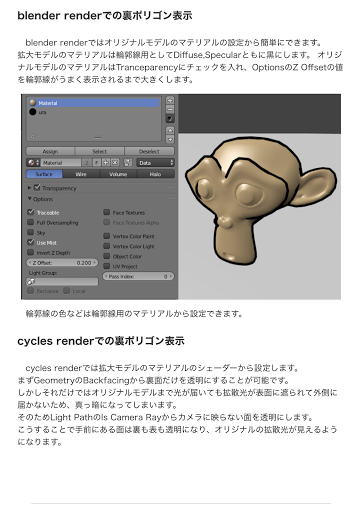 blender renderでの裏ポリゴン表示
blender renderではオリジナルモデルのマテリアルの設定から簡単にできます。
拡大モデルのマテリアルは輪郭線用としてDiffuse,Specularともに黒にします。 オリジ
ナルモデルのマテリアルはTranceparencyにチェックを入れ、OptionsのZ Offsetの値
を輪郭線がうまく表示されるまで大きくします。
Material
ura
Assign Select Deselect
Material 2 F Data
Surface Wire Volume Halo
Transparency
Options
Traceable Face Textures
Full Oversampling Face Textures Alpha
Sky Vertex Color Paint
Use Mist Vertex Color Light
Invert Z Depth Object Color
Z Offset: 0.200 UV Project
Light Group: Pass Index: 0
Exclusive Local
輪郭線の色などは輪郭線用のマテリアルから設定できます。
cycles renderでの裏ポリゴン表示
cycles renderでは拡大モデルのマテリアルのシェーダーから設定します。
まずGeometryのBackfacingから裏面だけを透明にすることが可能です。
しかしそれだけではオリジナルモデルまで光が届いても拡散光が表面に遮られて外側に
届かないため、真っ暗になってしまいます。
そのためLight PathのIs Camera Rayからカメラに映らない面を透明にします。
こうすることで手前にある面は裏も表も透明になり、オリジナルの拡散光が見えるよう
になります。